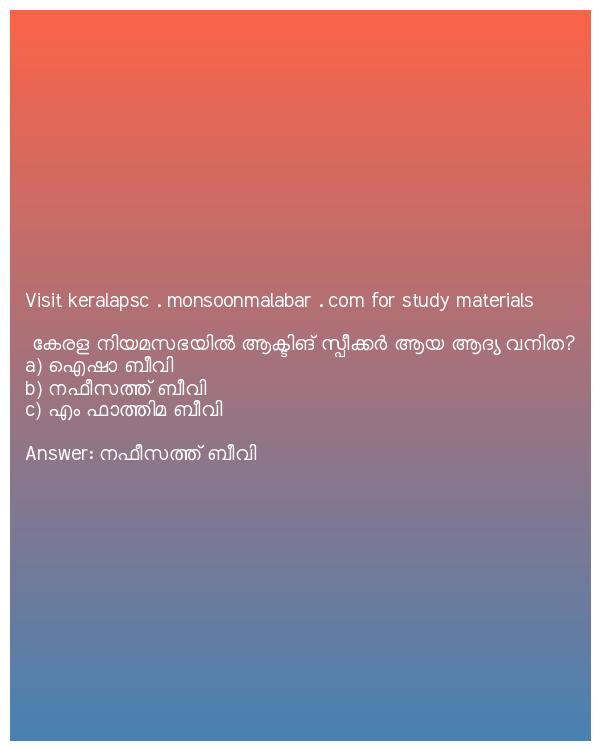 Visit keralapsc . monsoonmalabar . com for study materials
കേരള നിയമസഭയിൽ ആക്ടിങ് സ്പീക്കർ ആയ ആദ്യ വനിത?
a) ഐഷാ ബീവി
b) നഫീസത്ത് ബീവി
c) എം ഫാത്തിമ ബീവി
Answer: നഫീസത്ത് ബീവി